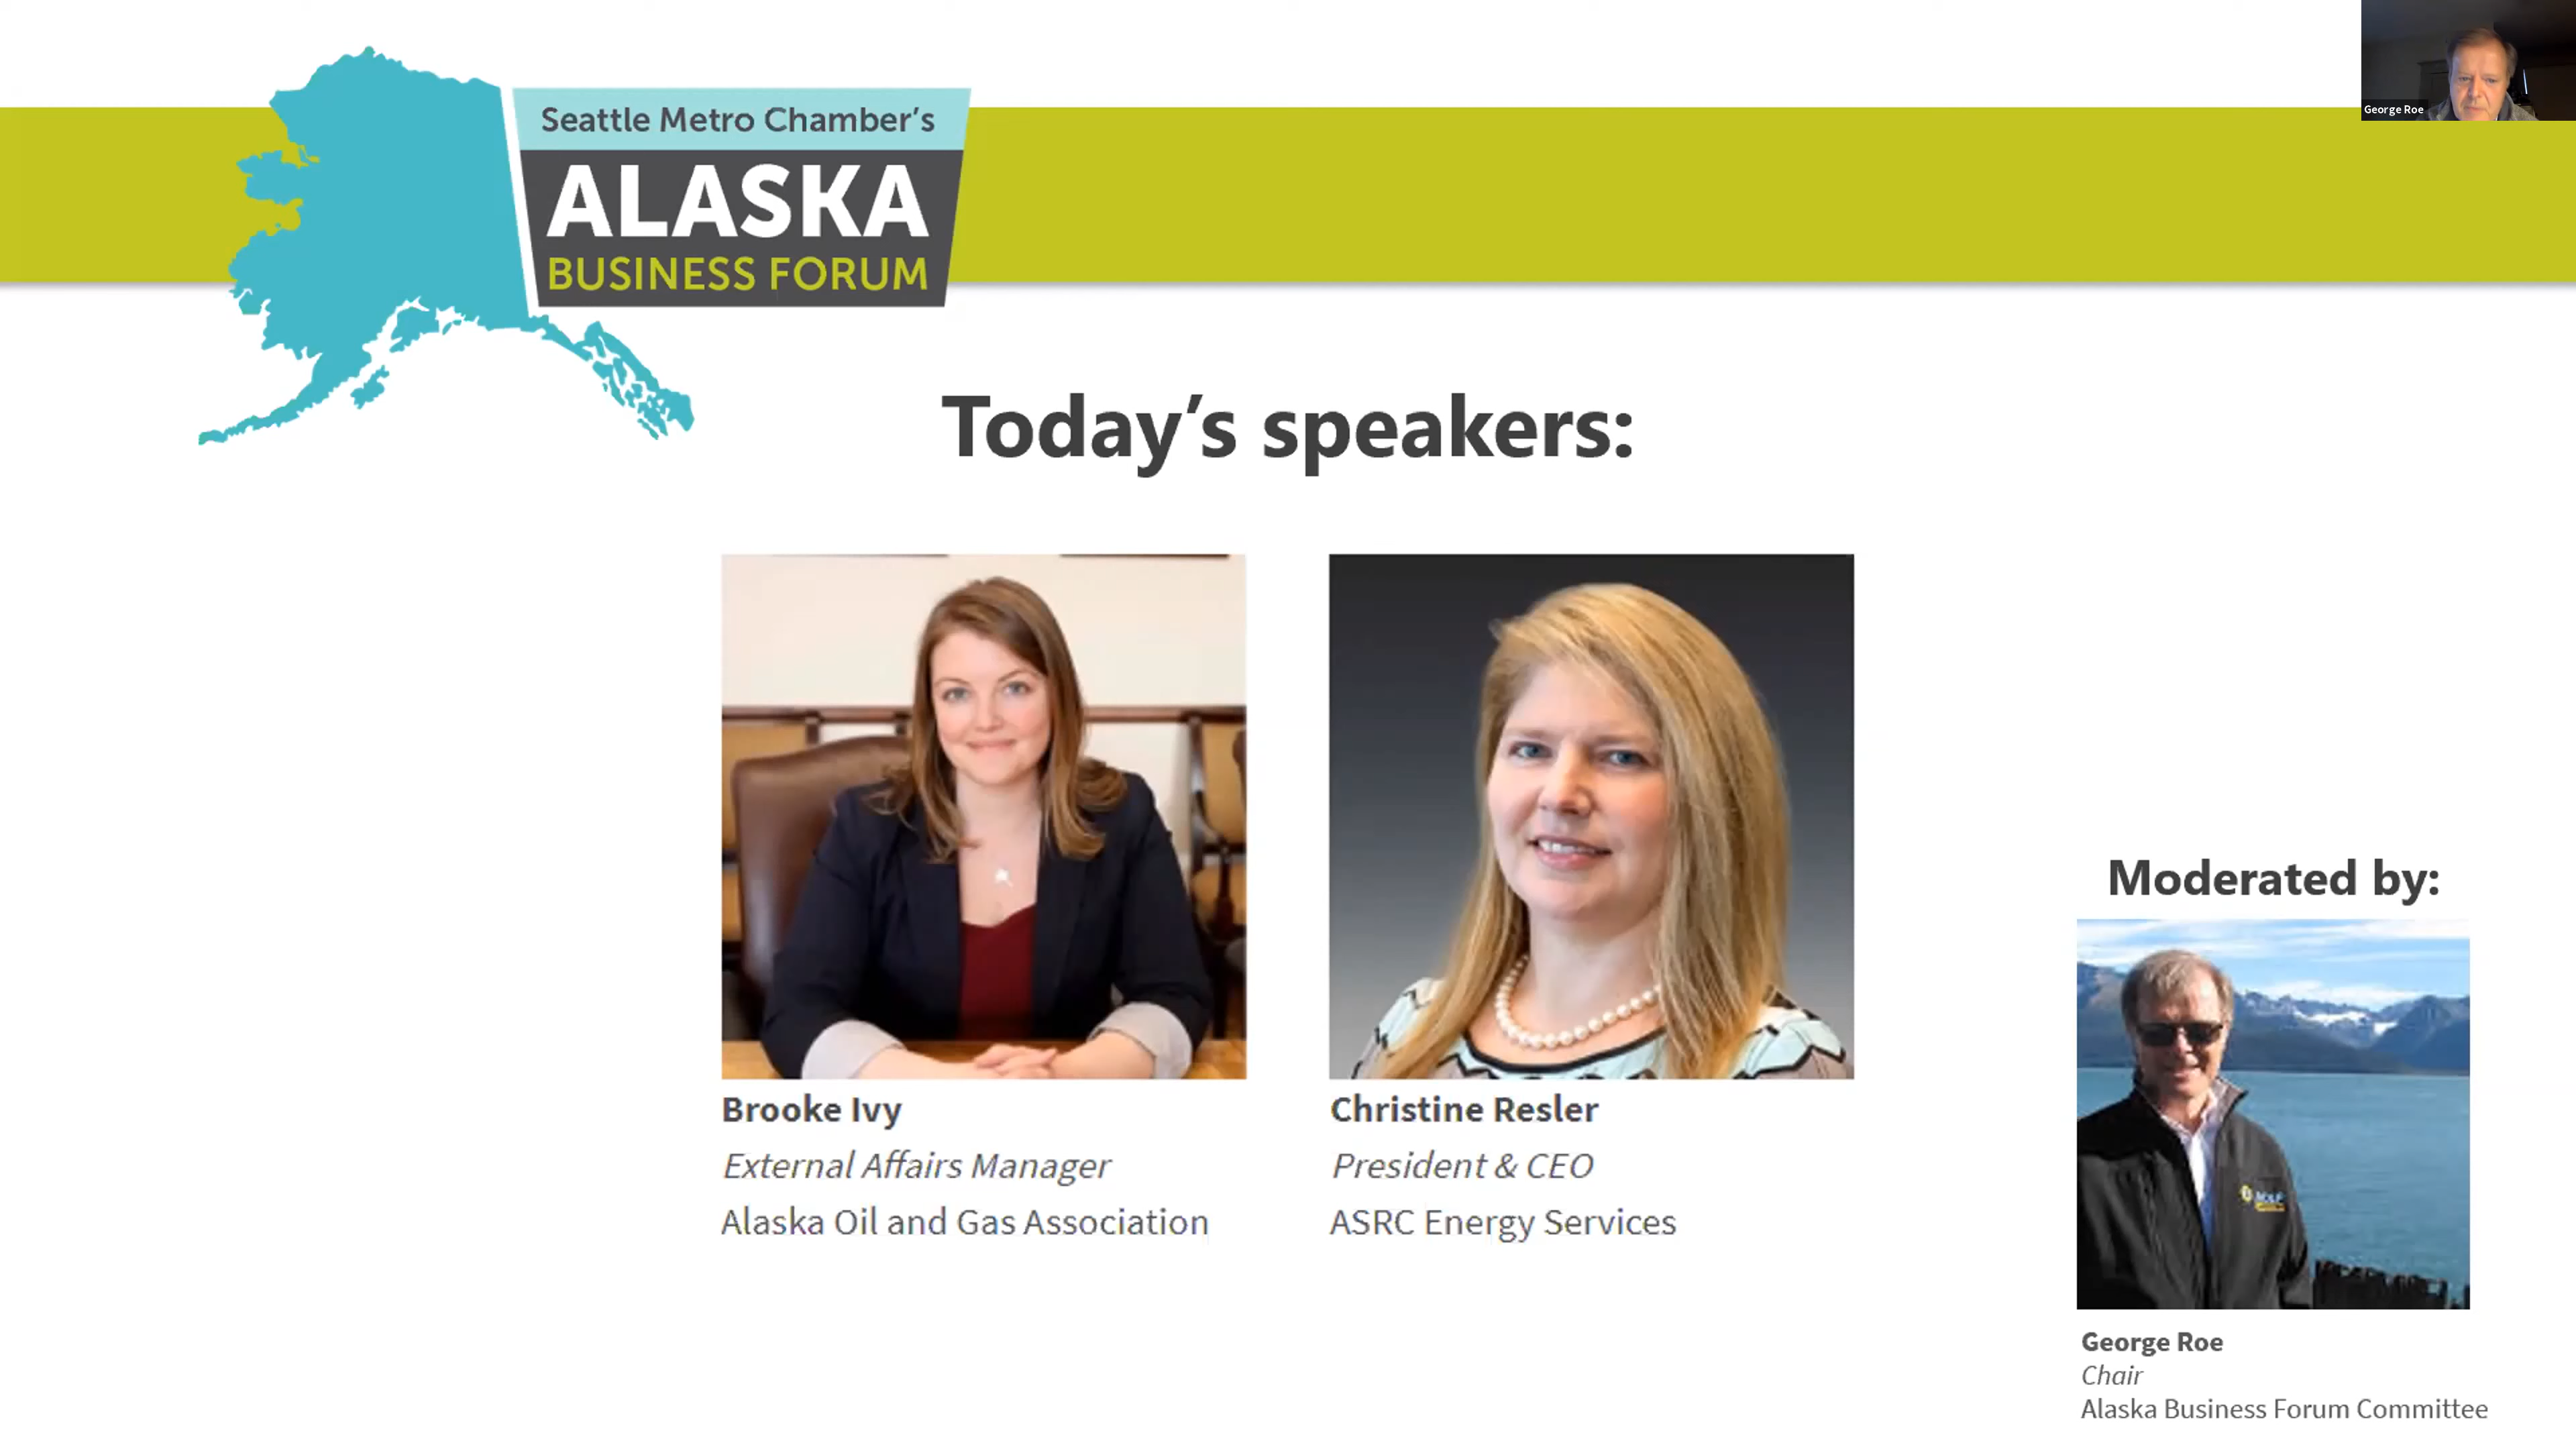 George Roe
Seattle Metro Chamber's
ALASKA
BUSINESS FORUM
Today's speakers:
Brooke Ivy
External Affairs Manager
Alaska Oil and Gas Association
Christine Resler
President & CEO
ASRC Energy Services
Moderated by:
George Roe
Chair
Alaska Business Forum Committee